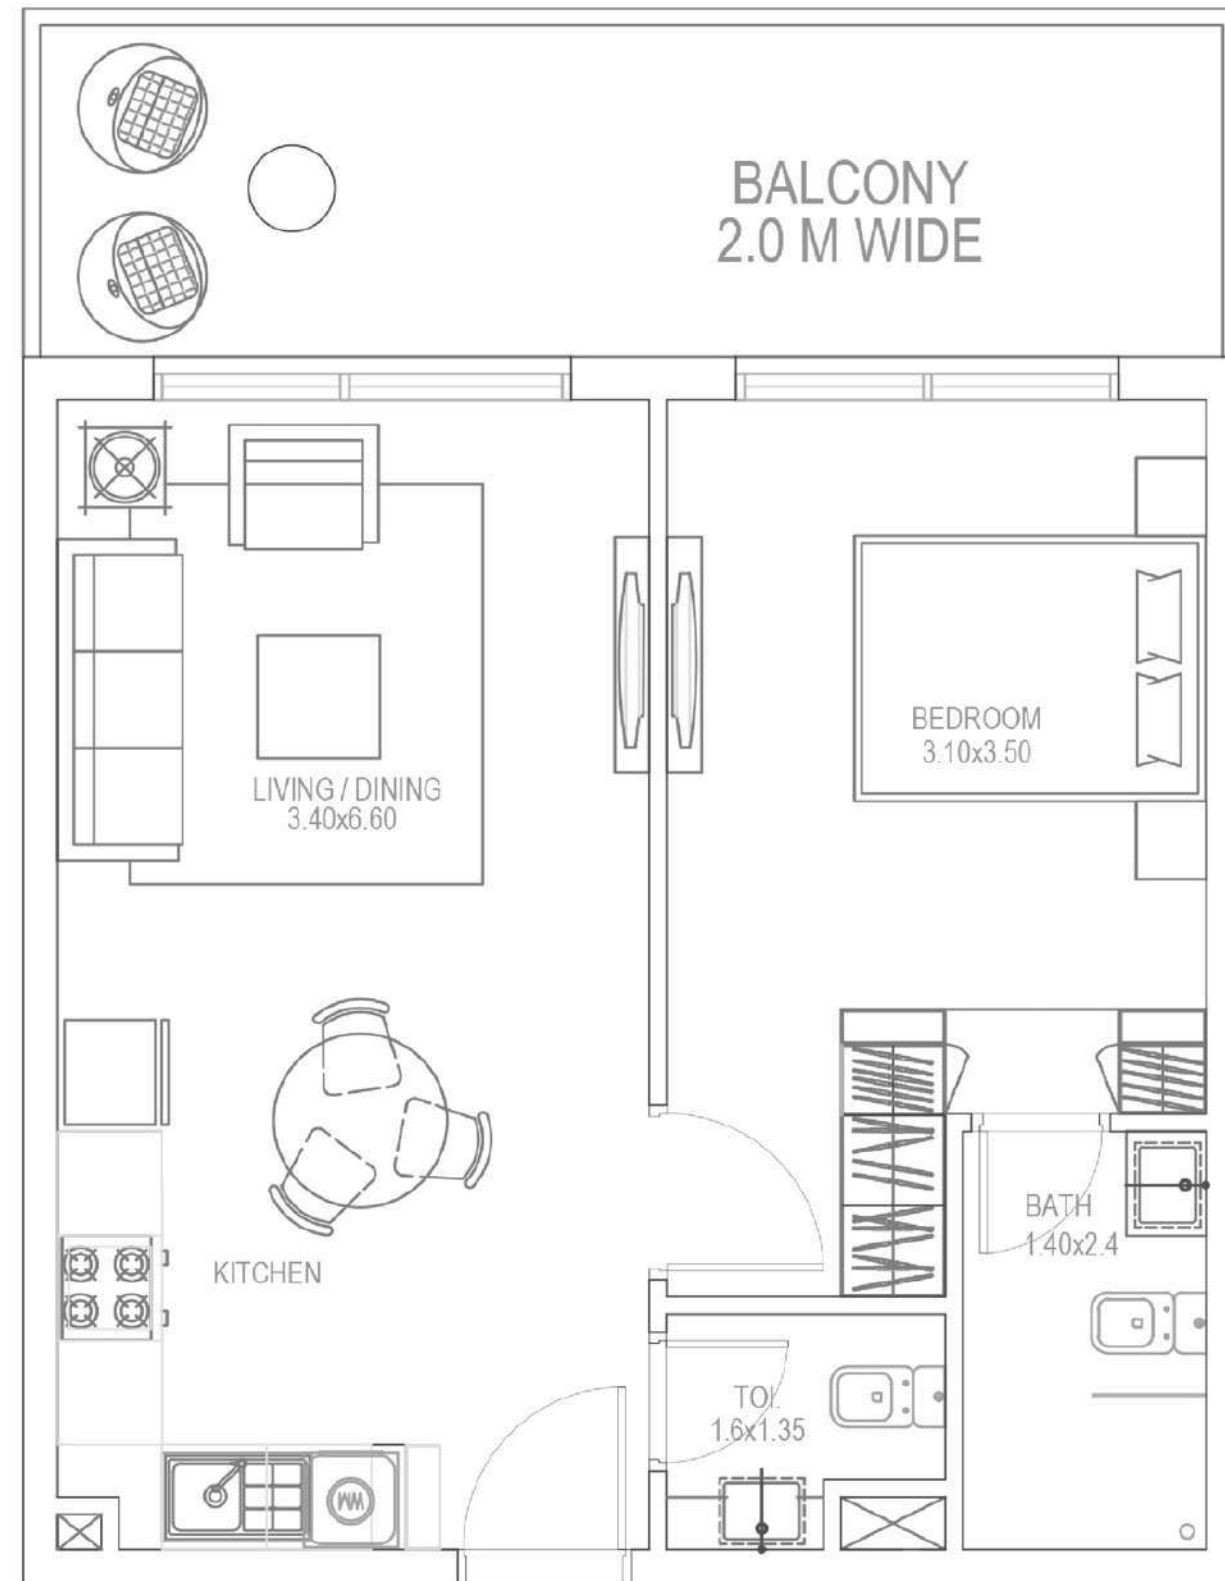 BALCONY
2.0 M WIDE
BEDROOM
3.10x3.50
LIVING / DINING
3.40x6.60
BATH
1.40x2.4
KITCHEN
TOI.
1.6x1.35
WM